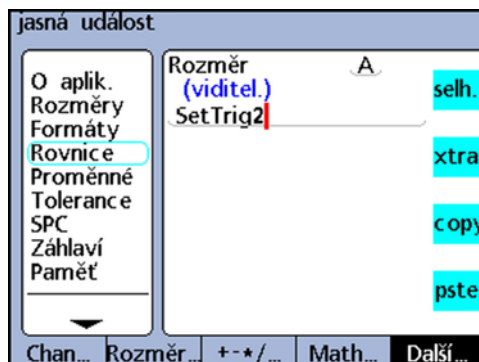 jasná událost
O aplik.
Rozměry
Formáty
Rovnice
Proměnné
Tolerance
SPC
Záhlaví
Paměť
Rozměr A
(viditel.)
SetTrig2
selh.
xtra
copy
pste
Chan... Rozměr... +-*/... Math... Další...